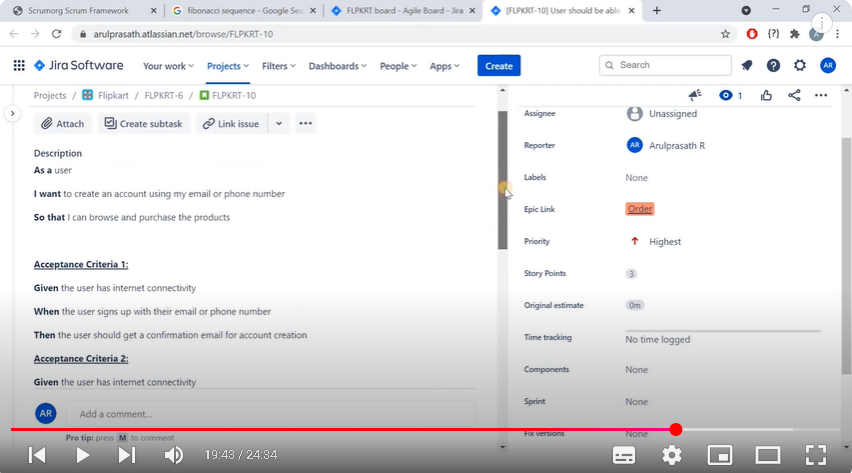 Scrumorg Scrum Framework
fibonacci sequence - Google Sea
FLPKRT board - Agile Board - Jira
[FLPKRT-10] User should be able
arulprasath.atlassian.net/browse/FLPKRT-10
Jira Software
Your work
Projects
Filters
Dashboards
People
Apps
Create
Search
AR
Projects / Flipkart / FLPKRT-6 / FLPKRT-10
1
Attach
Create subtask
Link issue
Description
As a user
I want to create an account using my email or phone number
So that I can browse and purchase the products
Acceptance Criteria 1:
Given the user has internet connectivity
When the user signs up with their email or phone number
Then the user should get a confirmation email for account creation
Acceptance Criteria 2:
Given the user has internet connectivity
AR
Add a comment...
Pro tip: press M to comment
Assignee
Unassigned
Reporter
AR Arulprasath R
Labels
None
Epic Link
Order
Priority
Highest
Story Points
3
Original estimate
0m
Time tracking
No time logged
Components
None
Sprint
None
Fix versions
None
19:43 / 24:34